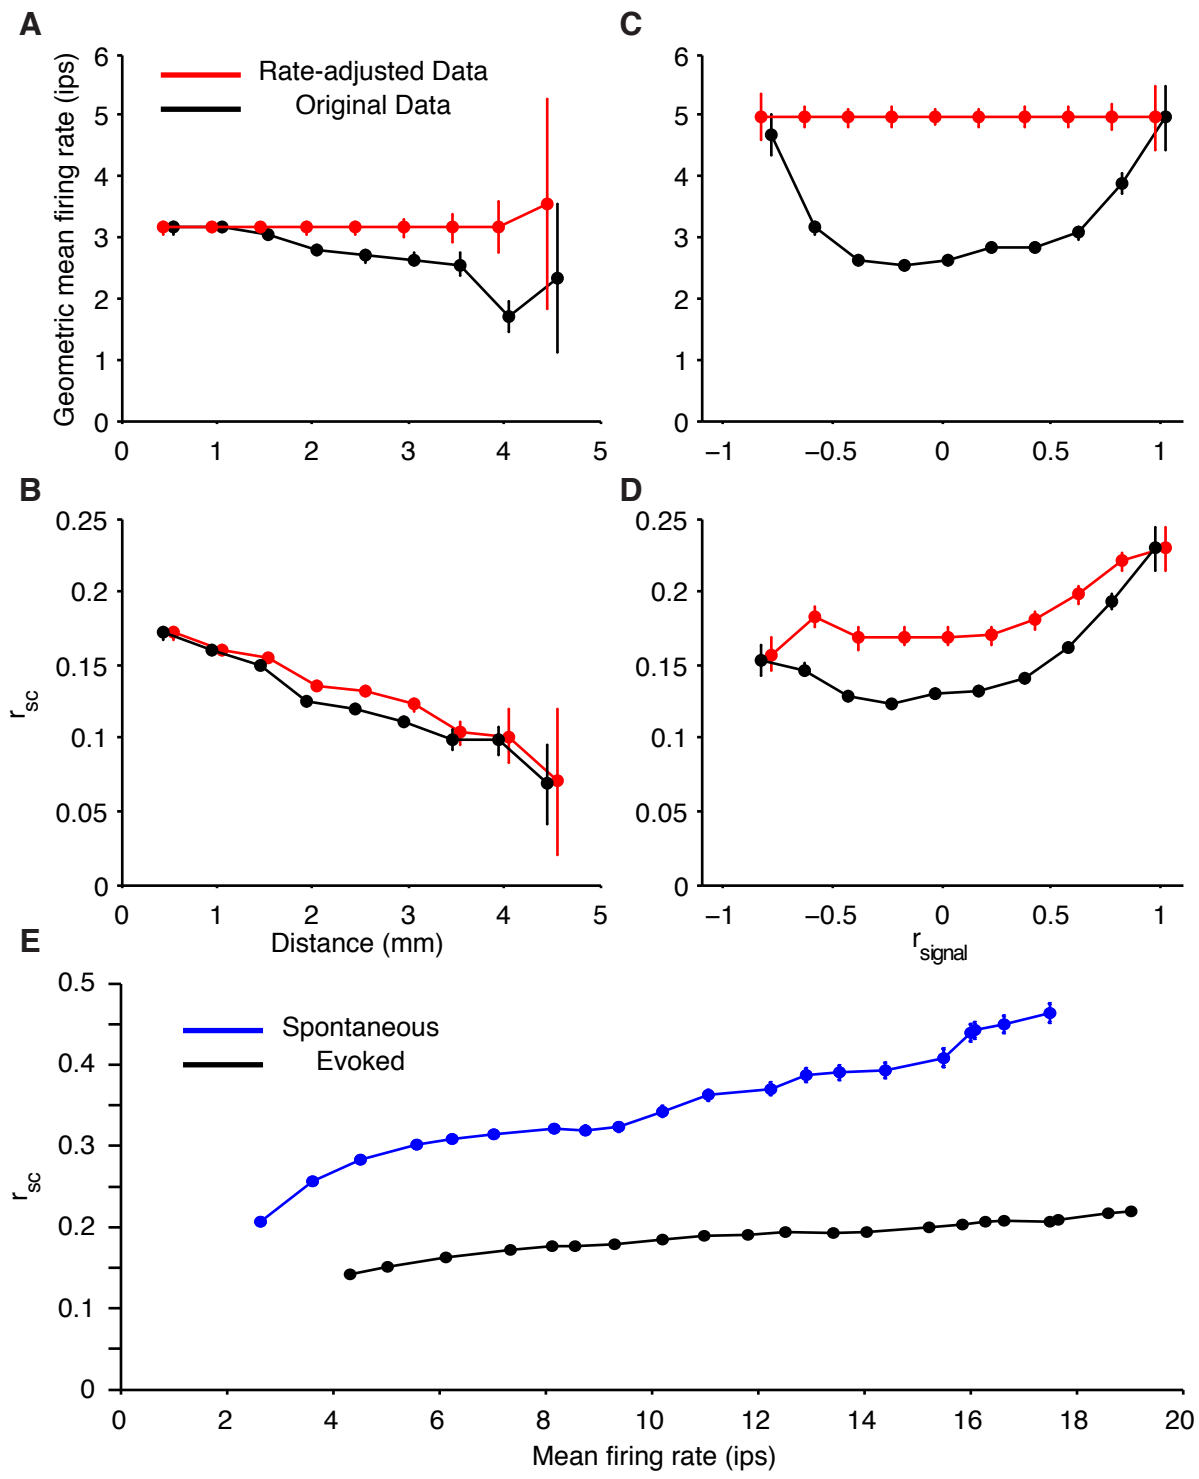 A
C
Geometric mean firing rate (ips)
6
5
4
3
2
1
0
Rate-adjusted Data
Original Data
0 1 2 3 4 5
6
5
4
3
2
1
0
−1 −0.5 0 0.5 1
B
D
r_sc
0.25
0.2
0.15
0.1
0.05
0
0 1 2 3 4 5
Distance (mm)
0.25
0.2
0.15
0.1
0.05
0
−1 −0.5 0 0.5 1
r_signal
E
r_sc
0.5
0.4
0.3
0.2
0.1
0
Spontaneous
Evoked
0 2 4 6 8 10 12 14 16 18 20
Mean firing rate (ips)